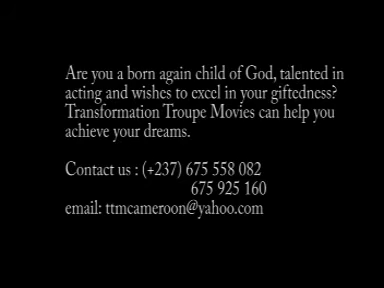 Are you a born again child of God, talented in
acting and wishes to excel in your giftedness?
Transformation Troupe Movies can help you
achieve your dreams.
Contact us : (+237) 675 558 082
675 925 160
email: ttmcameroon@yahoo.com